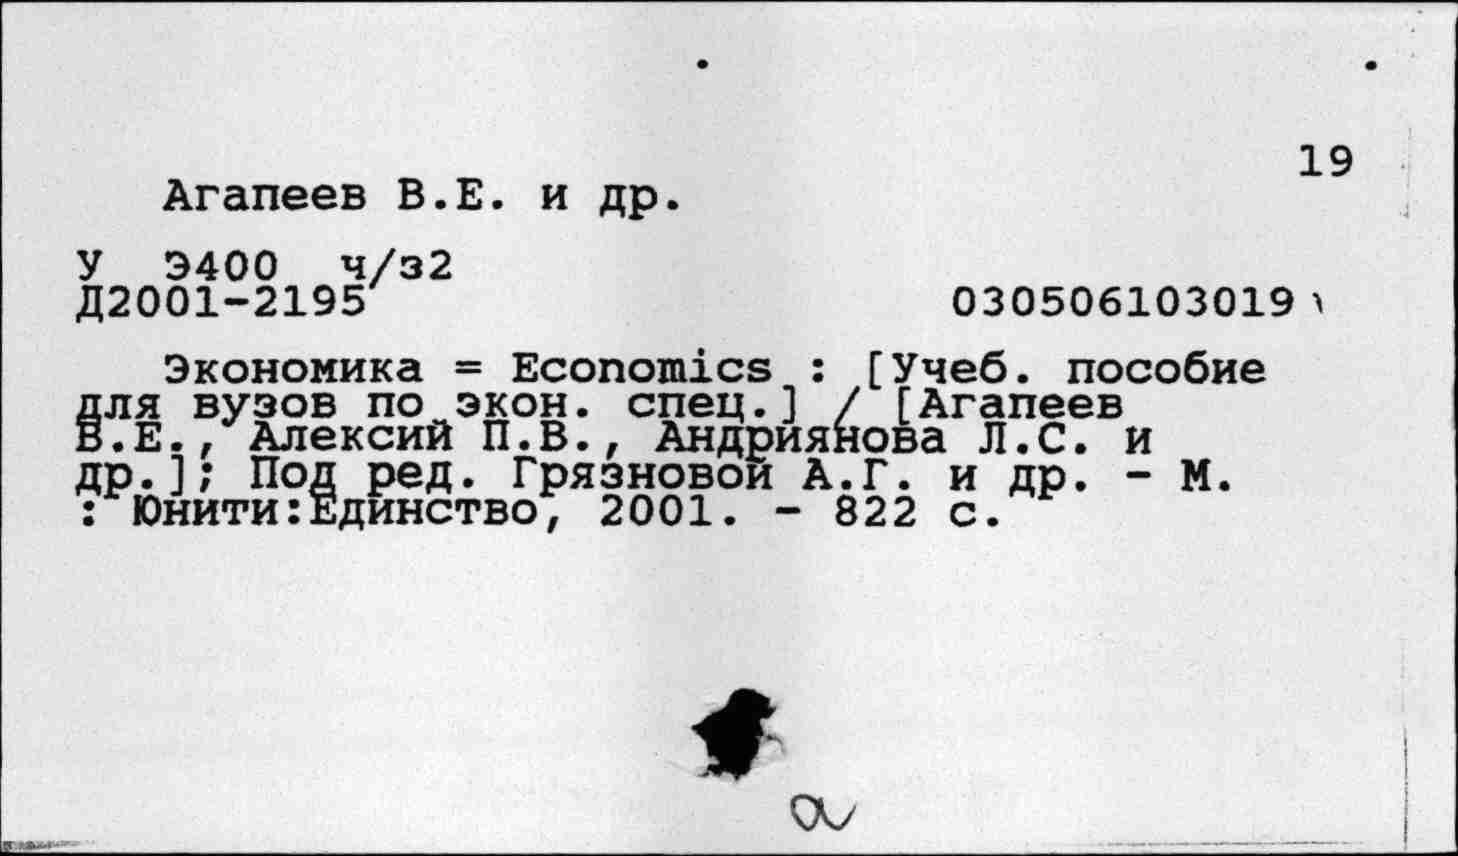 19
Агапеев В.Е. и др.
У Э400 ч/з2
Д2001-2195 030506103019
Экономика = Economics : [Учеб. пособие
для вузов по экон. спец.] / [Агапеев
В.Е., Алексий П.В., Андриянова Л.С. и
др.]; Под ред. Грязновой А.Г. и др. - М.
: Юнити:Единство, 2001. - 822 с.